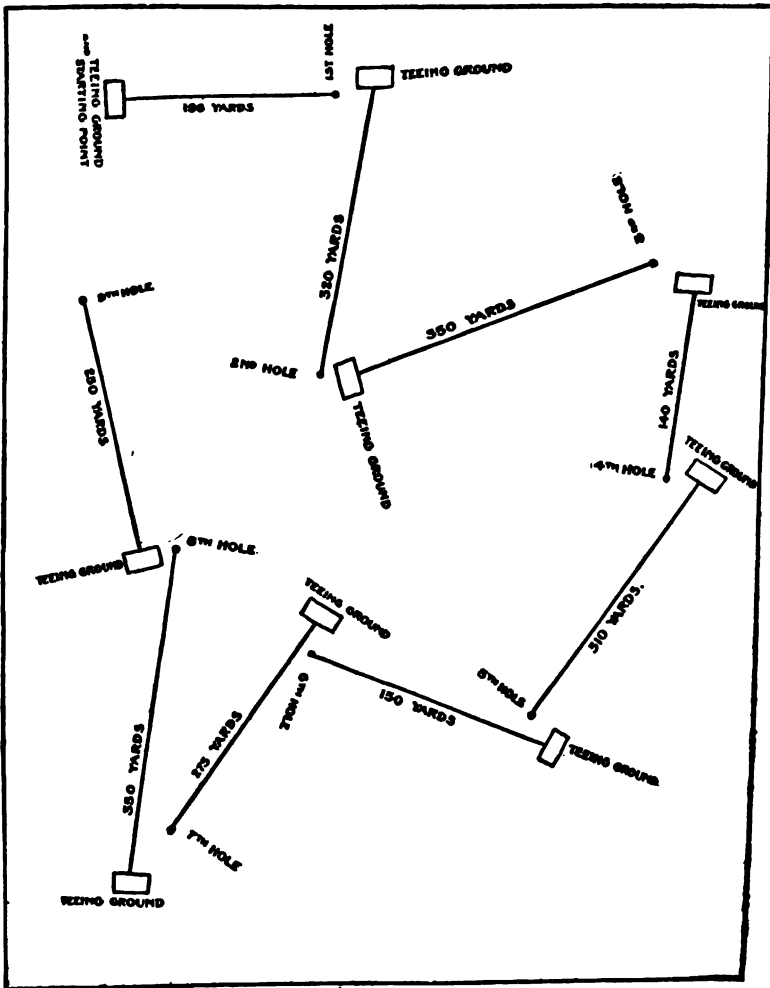 TEEING GROUND
AND
STARTING POINT
186 YARDS
1ST HOLE
TEEING GROUND
320 YARDS
2ND HOLE
TEEING GROUND
350 YARDS
3RD HOLE
TEEING GROUND
140 YARDS
4TH HOLE
TEEING GROUND
310 YARDS.
5TH HOLE
TEEING GROUND
150 YARDS
6TH HOLE
TEEING GROUND
275 YARDS
7TH HOLE
TEEING GROUND
350 YARDS
8TH HOLE.
TEEING GROUND
250 YARDS
9TH HOLE